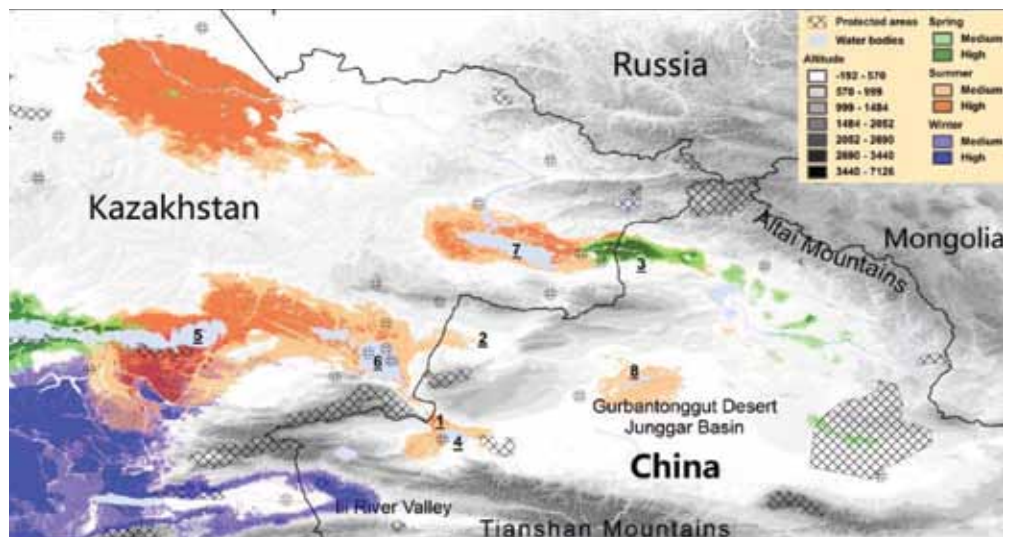 Russia
Kazakhstan
Altai Mountains
Mongolia
7
3
5
6
2
8
1
4
Gurbantonggut Desert
Junggar Basin
China
Ili River Valley
Tianshan Mountains
Protected areas
Water bodies
Altitude
-192 - 570
570 - 999
999 - 1484
1484 - 2052
2052 - 2690
2690 - 3440
3440 - 7126
Spring
Medium
High
Summer
Medium
High
Winter
Medium
High